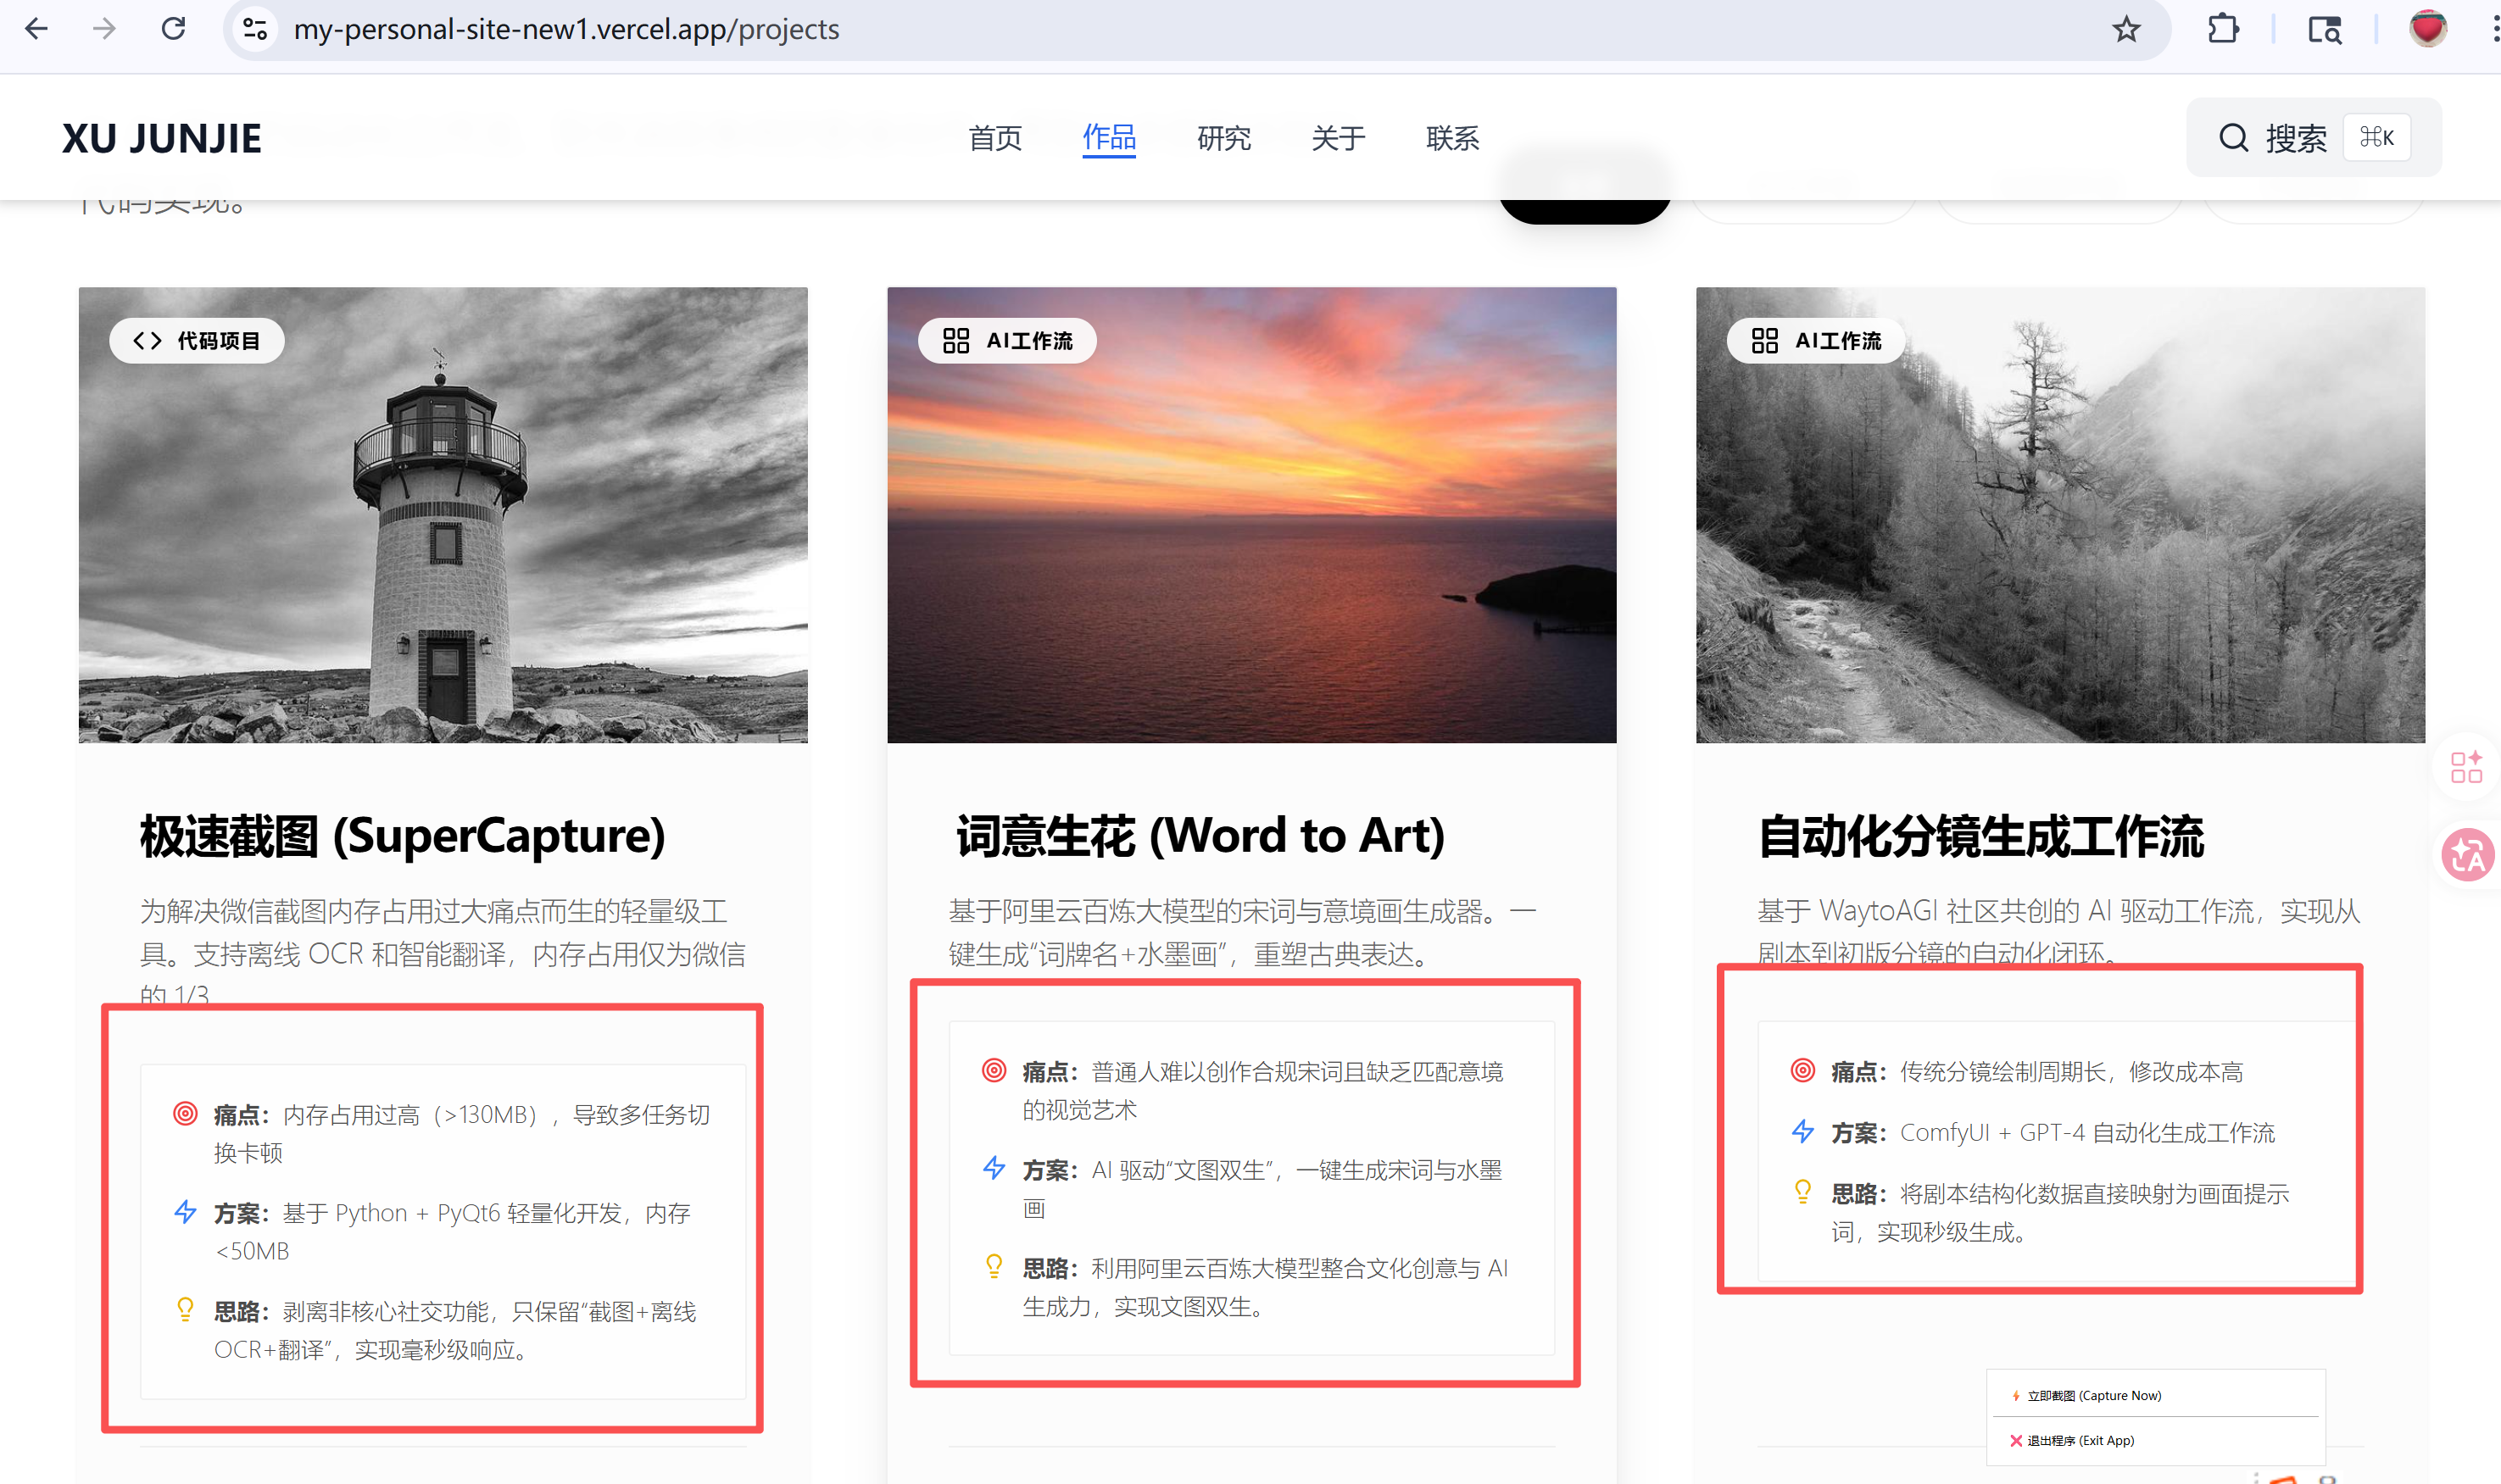 my-personal-site-new1.vercel.app/projects
XU JUNJIE
首页
作品
研究
关于
联系
搜索
⌘K
代码实现。
代码项目
极速截图 (SuperCapture)
为解决微信截图内存占用过大痛点而生的轻量级工
具。支持离线 OCR 和智能翻译，内存占用仅为微信
的 1/3
痛点：内存占用过高（>130MB），导致多任务切
换卡顿
方案：基于 Python + PyQt6 轻量化开发，内存
<50MB
思路：剥离非核心社交功能，只保留“截图+离线
OCR+翻译”，实现毫秒级响应。
AI工作流
词意生花 (Word to Art)
基于阿里云百炼大模型的宋词与意境画生成器。一
键生成“词牌名+水墨画”，重塑古典表达。
痛点：普通人难以创作合规宋词且缺乏匹配意境
的视觉艺术
方案：AI 驱动“文图双生”，一键生成宋词与水墨
画
思路：利用阿里云百炼大模型整合文化创意与 AI
生成力，实现文图双生。
AI工作流
自动化分镜生成工作流
基于 WaytoAGI 社区共创的 AI 驱动工作流，实现从
剧本到初版分镜的自动化闭环。
痛点：传统分镜绘制周期长，修改成本高
方案：ComfyUI + GPT-4 自动化生成工作流
思路：将剧本结构化数据直接映射为画面提示
词，实现秒级生成。
立即截图 (Capture Now)
退出程序 (Exit App)